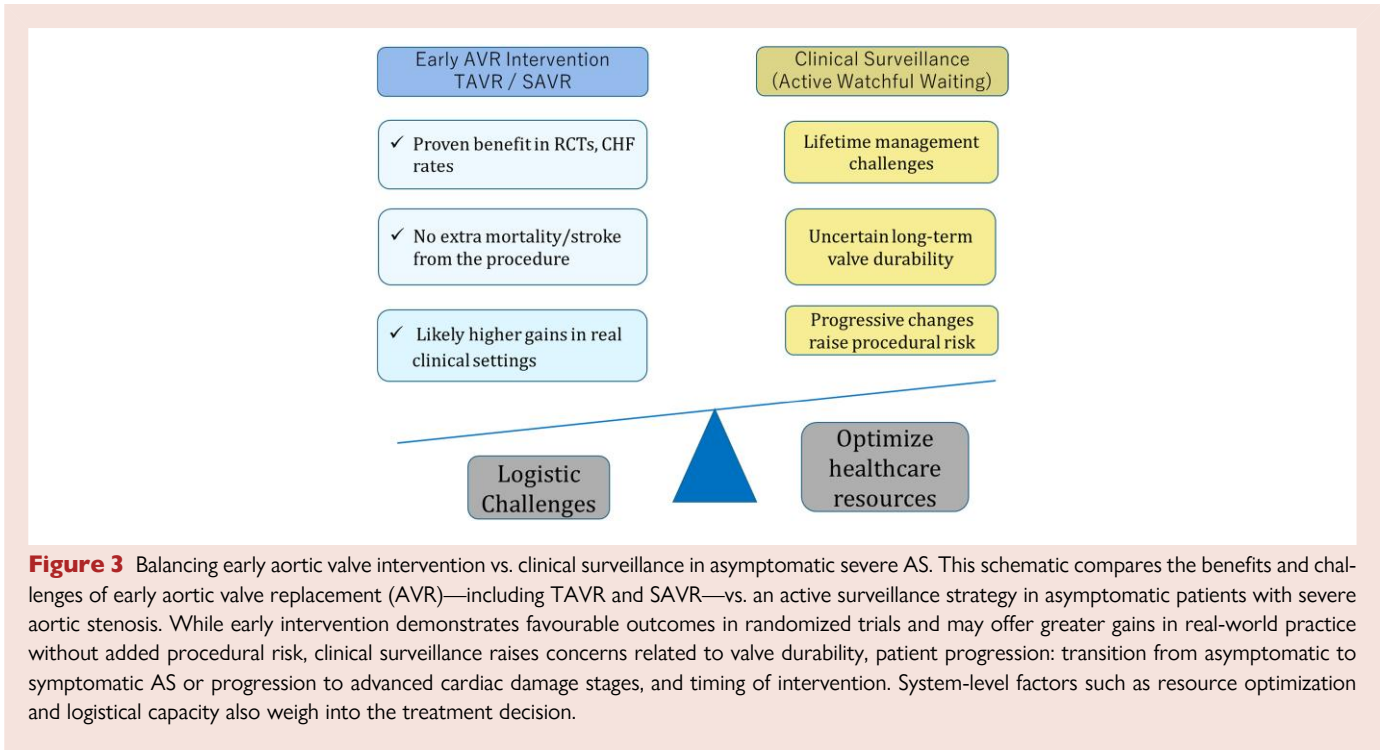 Early AVR Intervention
TAVR / SAVR
✓ Proven benefit in RCTs, CHF
rates
✓ No extra mortality/stroke
from the procedure
✓ Likely higher gains in real
clinical settings
Clinical Surveillance
(Active Watchful Waiting)
Lifetime management
challenges
Uncertain long-term
valve durability
Progressive changes
raise procedural risk
Logistic
Challenges
Optimize
healthcare
resources
Figure 3 Balancing early aortic valve intervention vs. clinical surveillance in asymptomatic severe AS. This schematic compares the benefits and chal-
lenges of early aortic valve replacement (AVR)—including TAVR and SAVR—vs. an active surveillance strategy in asymptomatic patients with severe
aortic stenosis. While early intervention demonstrates favourable outcomes in randomized trials and may offer greater gains in real-world practice
without added procedural risk, clinical surveillance raises concerns related to valve durability, patient progression: transition from asymptomatic to
symptomatic AS or progression to advanced cardiac damage stages, and timing of intervention. System-level factors such as resource optimization
and logistical capacity also weigh into the treatment decision.